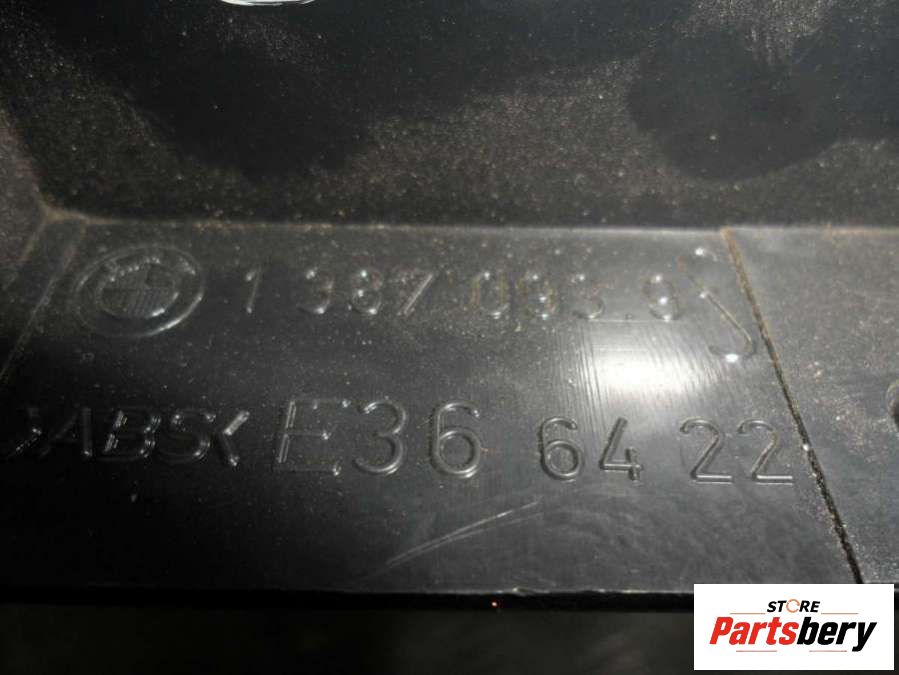 1 387 093.9
>ABS< E36 64 22
STORE
Partsbery